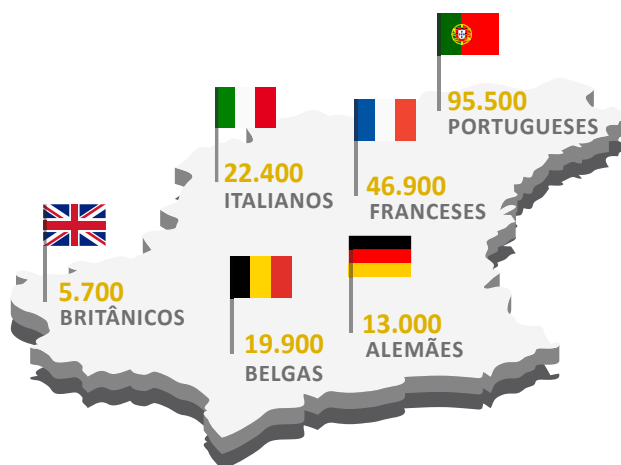 95.500
PORTUGUESES
22.400
ITALIANOS
46.900
FRANCESES
5.700
BRITÂNICOS
19.900
BELGAS
13.000
ALEMÃES